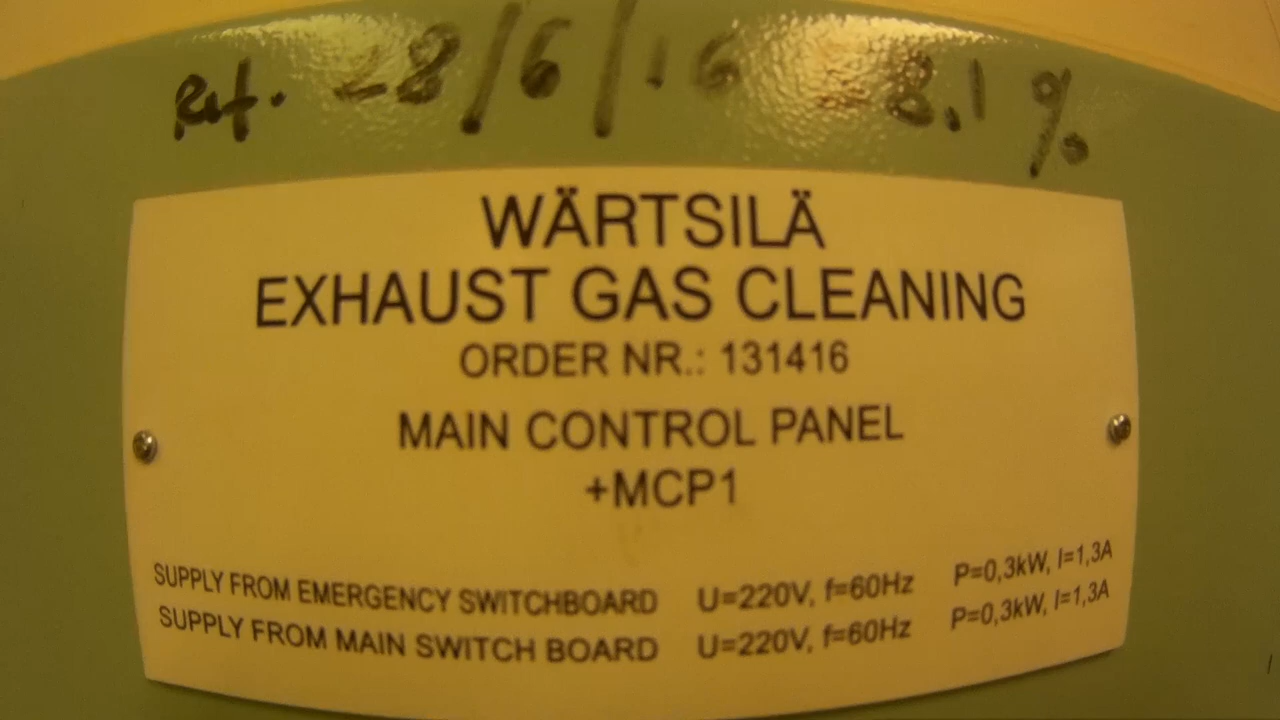 Ref. 28/6/.16 8.1 %
WÄRTSILÄ
EXHAUST GAS CLEANING
ORDER NR.: 131416
MAIN CONTROL PANEL
+MCP1
SUPPLY FROM EMERGENCY SWITCHBOARD U=220V, f=60Hz P=0,3kW, I=1,3A
SUPPLY FROM MAIN SWITCH BOARD U=220V, f=60Hz P=0,3kW, I=1,3A